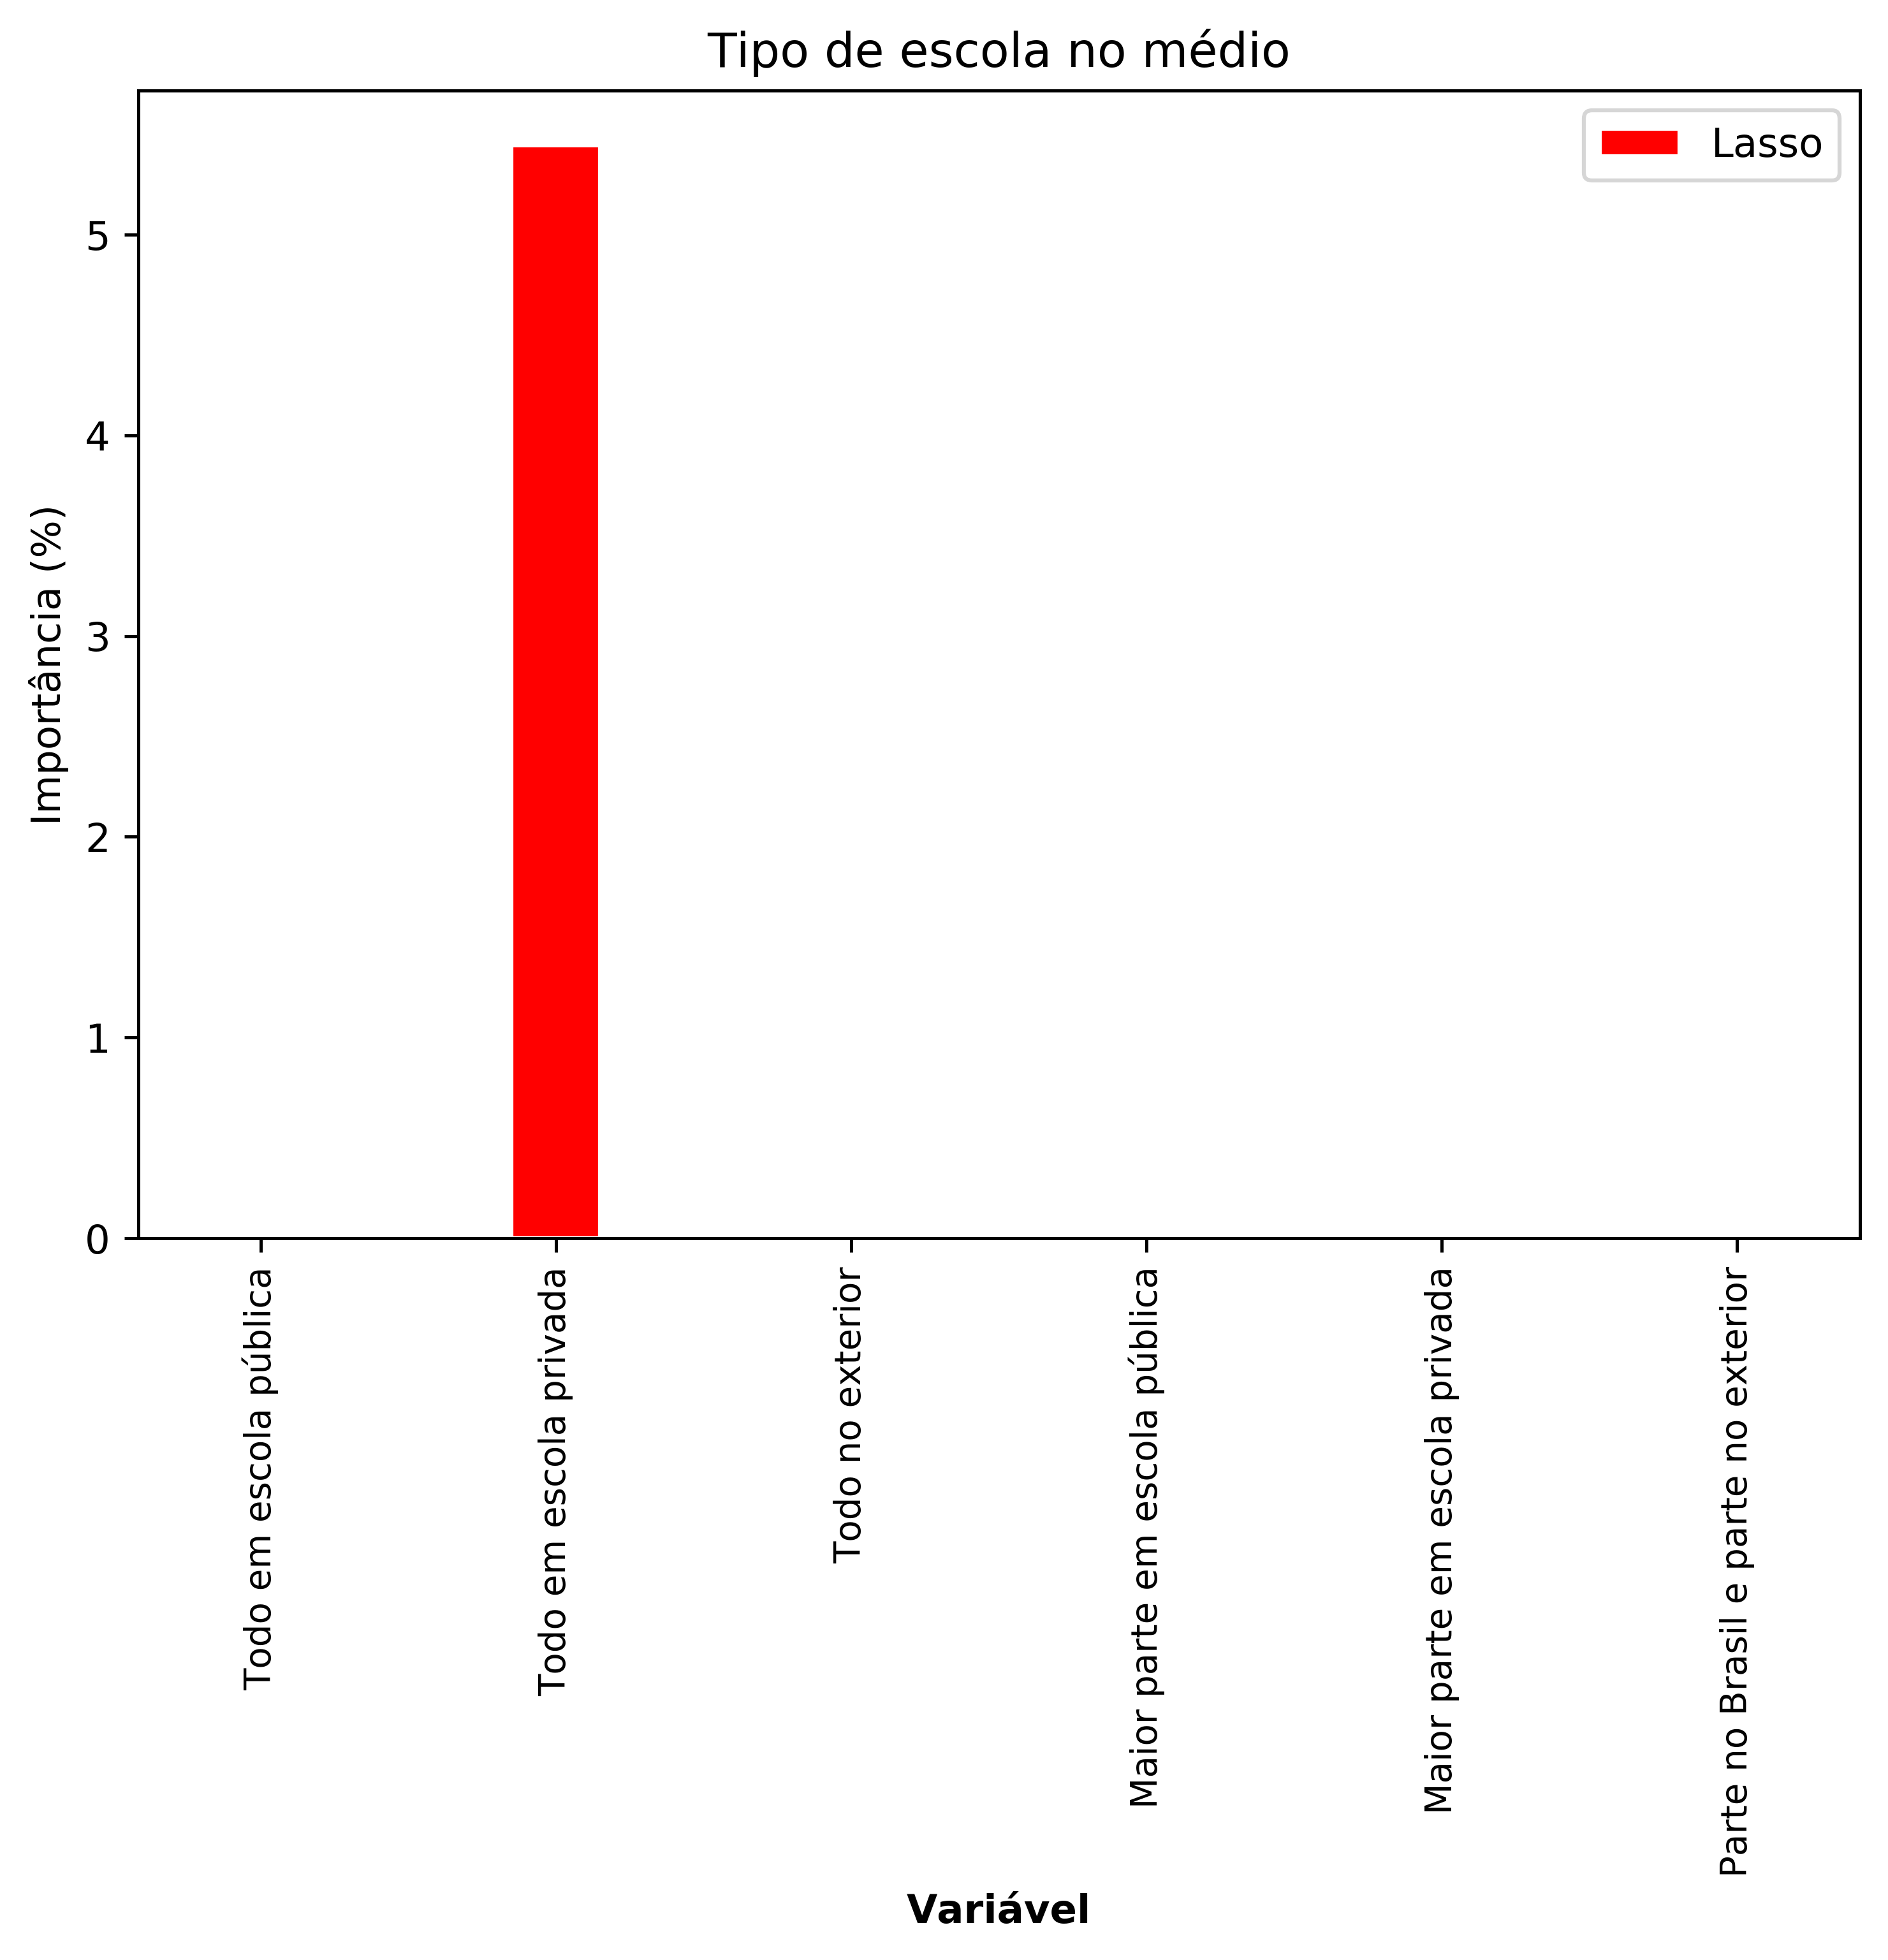 Tipo de escola no médio
Lasso
Importância (%)
5
4
3
2
1
0
Todo em escola pública
Todo em escola privada
Todo no exterior
Maior parte em escola pública
Maior parte em escola privada
Parte no Brasil e parte no exterior
Variável